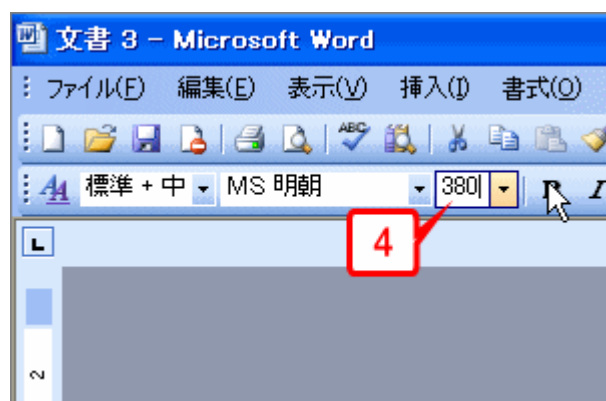 文書 3 - Microsoft Word
ファイル(F) 編集(E) 表示(V) 挿入(I) 書式(O)
ABC
標準 + 中 MS 明朝 380 B I
4
L
2